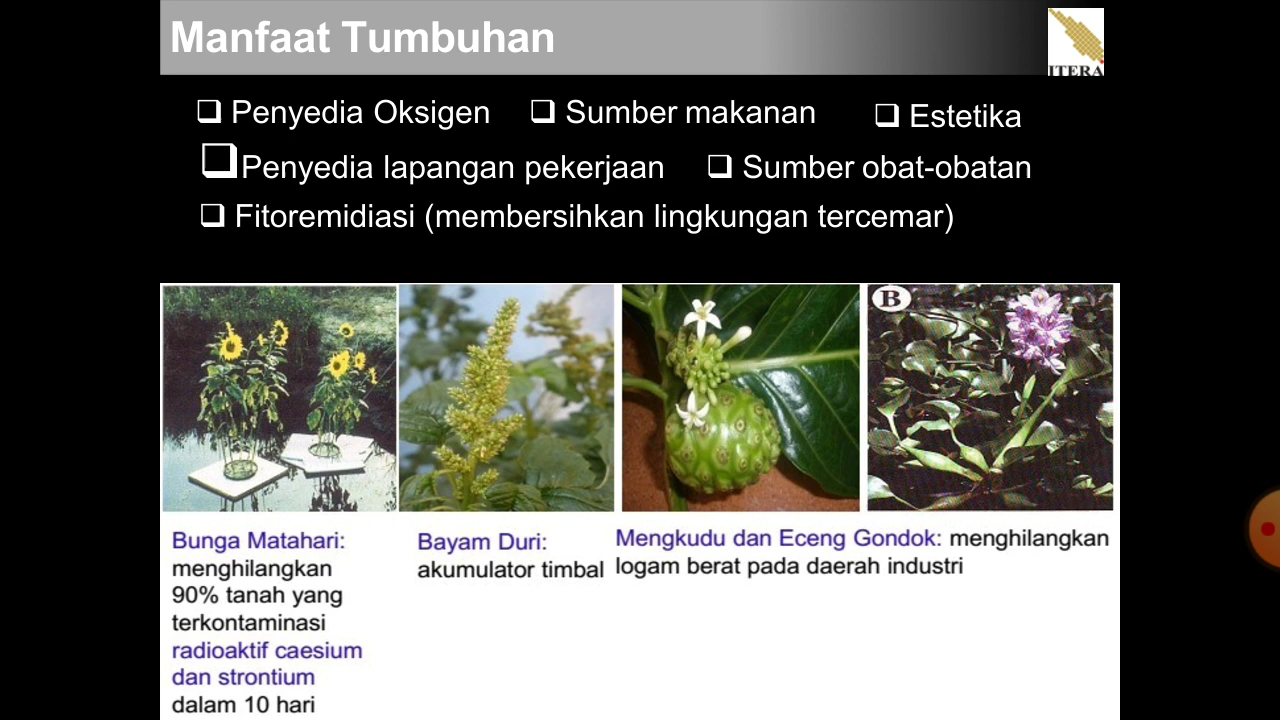 Manfaat Tumbuhan
ITERA
❑ Penyedia Oksigen ❑ Sumber makanan ❑ Estetika
❑Penyedia lapangan pekerjaan ❑ Sumber obat-obatan
❑ Fitoremidiasi (membersihkan lingkungan tercemar)
B
Bunga Matahari:
menghilangkan
90% tanah yang
terkontaminasi
radioaktif caesium
dan strontium
dalam 10 hari
Bayam Duri:
akumulator timbal
Mengkudu dan Eceng Gondok: menghilangkan
logam berat pada daerah industri